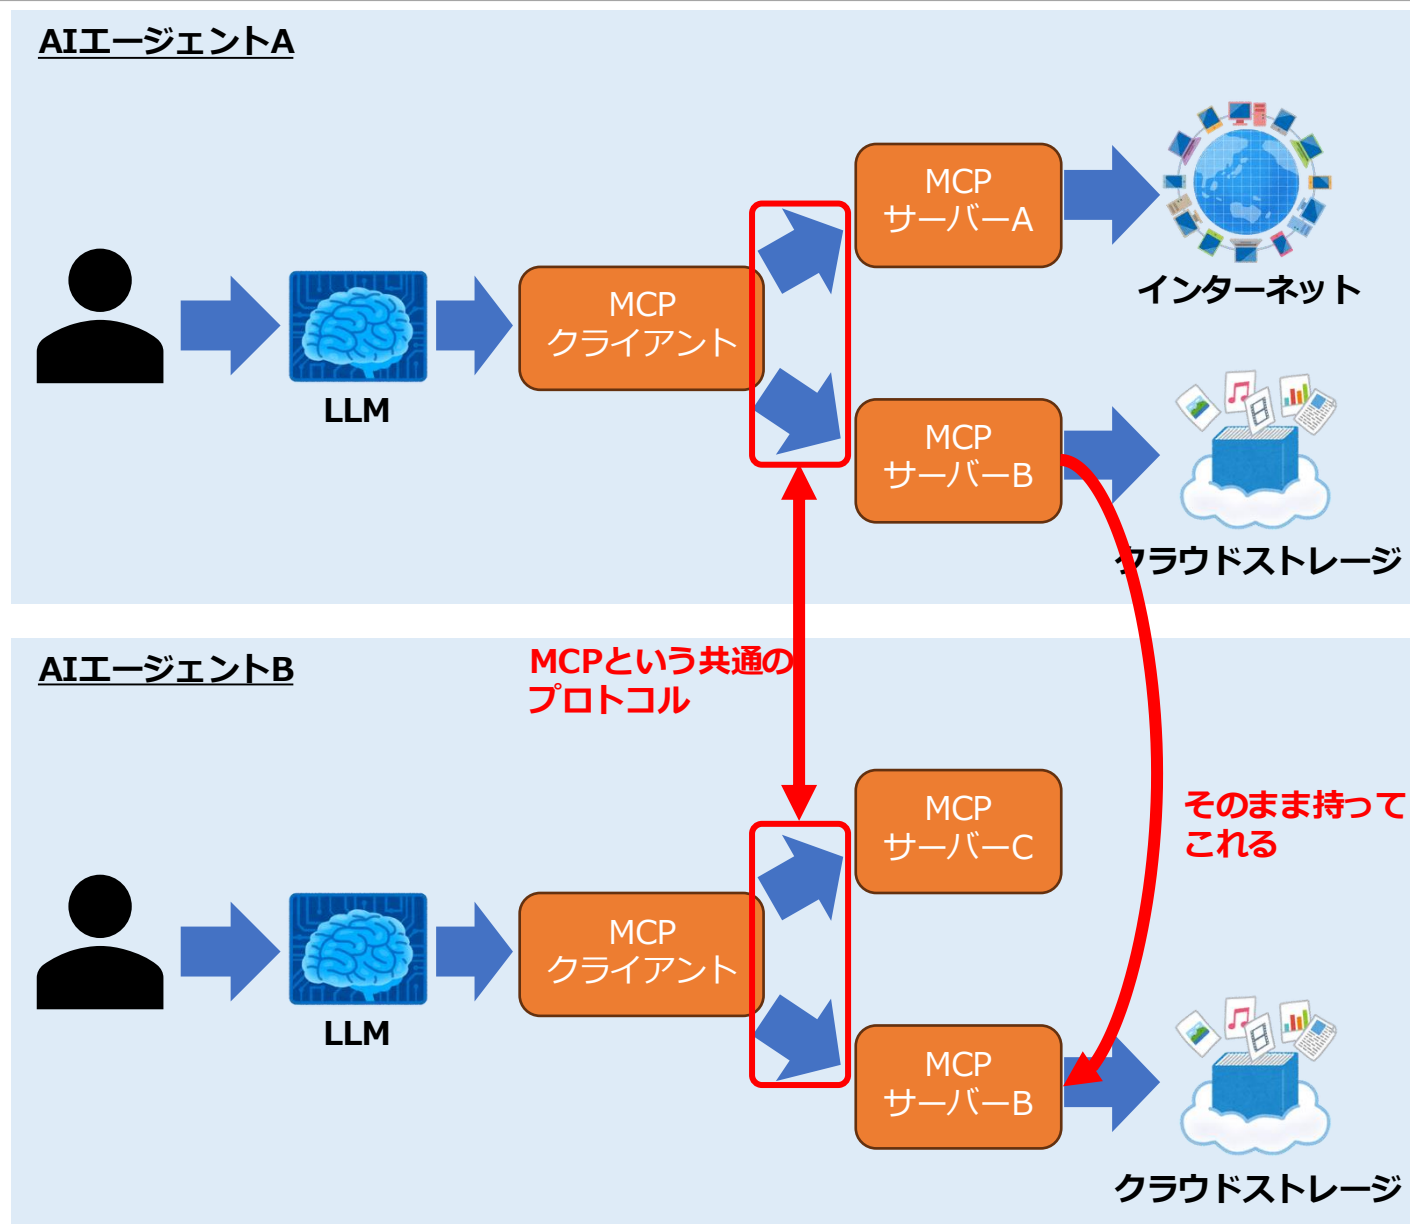 AIエージェントA
MCP
サーバーA
インターネット
MCP
クライアント
LLM
MCP
サーバーB
クラウドストレージ
AIエージェントB
MCPという共通の
プロトコル
MCP
サーバーC
そのまま持って
これる
MCP
クライアント
LLM
MCP
サーバーB
クラウドストレージ